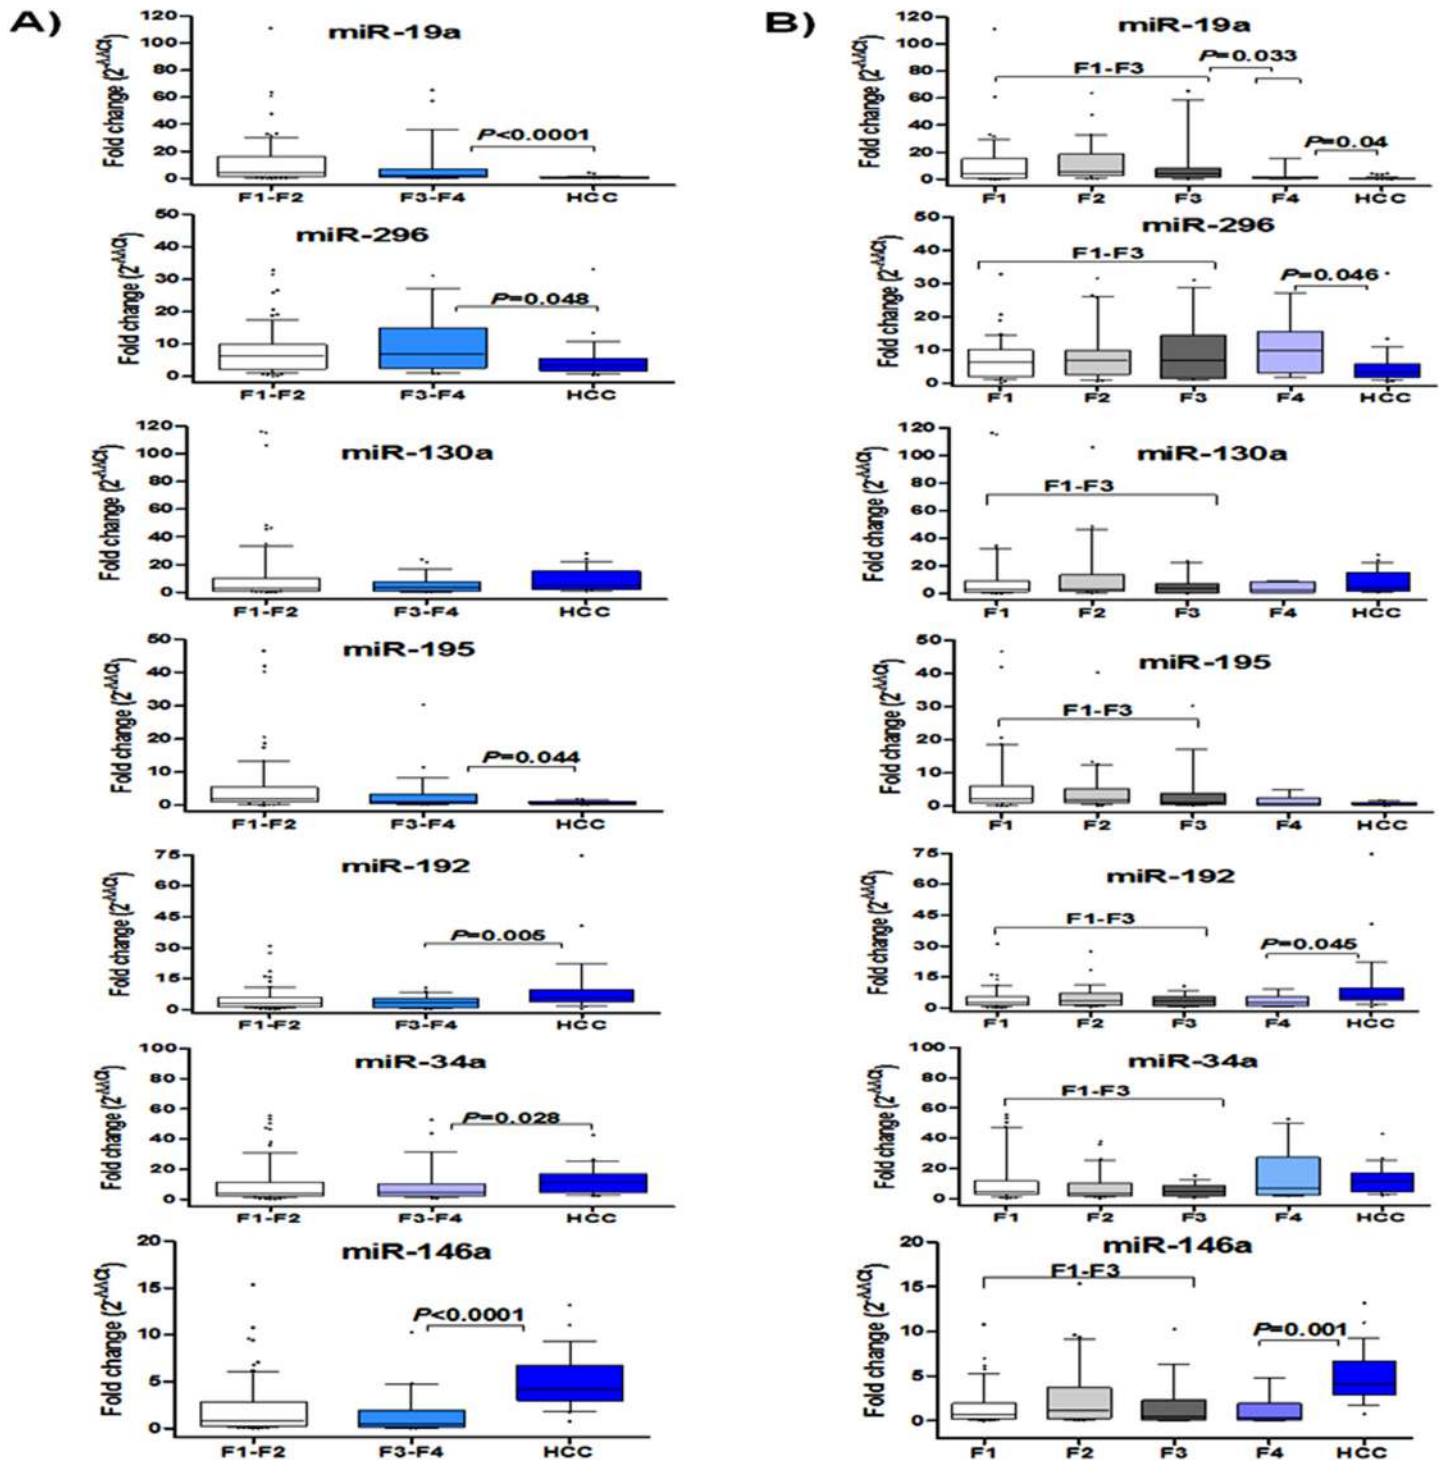 A)
miR-19a
Fold change (2^-ΔΔCt)
120
100
80
60
40
20
0
P<0.0001
F1-F2 F3-F4 HCC
miR-296
Fold change (2^-ΔΔCt)
50
40
30
20
10
0
P=0.048
F1-F2 F3-F4 HCC
miR-130a
Fold change (2^-ΔΔCt)
120
100
80
60
40
20
0
F1-F2 F3-F4 HCC
miR-195
Fold change (2^-ΔΔCt)
50
40
30
20
10
0
P=0.044
F1-F2 F3-F4 HCC
miR-192
Fold change (2^-ΔΔCt)
75
60
45
30
15
0
P=0.005
F1-F2 F3-F4 HCC
miR-34a
Fold change (2^-ΔΔCt)
100
80
60
40
20
0
P=0.028
F1-F2 F3-F4 HCC
miR-146a
Fold change (2^-ΔΔCt)
20
15
10
5
0
P<0.0001
F1-F2 F3-F4 HCC
B)
miR-19a
Fold change (2^-ΔΔCt)
120
100
80
60
40
20
0
F1-F3
P=0.033
P=0.04
F1 F2 F3 F4 HCC
miR-296
Fold change (2^-ΔΔCt)
50
40
30
20
10
0
F1-F3
P=0.046
F1 F2 F3 F4 HCC
miR-130a
Fold change (2^-ΔΔCt)
120
100
80
60
40
20
0
F1-F3
F1 F2 F3 F4 HCC
miR-195
Fold change (2^-ΔΔCt)
50
40
30
20
10
0
F1-F3
F1 F2 F3 F4 HCC
miR-192
Fold change (2^-ΔΔCt)
75
60
45
30
15
0
F1-F3
P=0.045
F1 F2 F3 F4 HCC
miR-34a
Fold change (2^-ΔΔCt)
100
80
60
40
20
0
F1-F3
F1 F2 F3 F4 HCC
miR-146a
Fold change (2^-ΔΔCt)
20
15
10
5
0
F1-F3
P=0.001
F1 F2 F3 F4 HCC